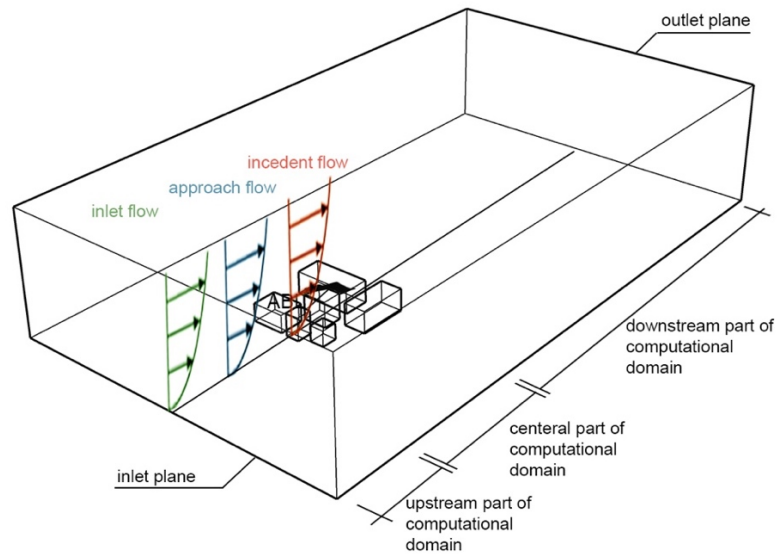 outlet plane
incedent flow
approach flow
inlet flow
downstream part of
computational
domain
centeral part of
computational
domain
inlet plane
upstream part of
computational
domain